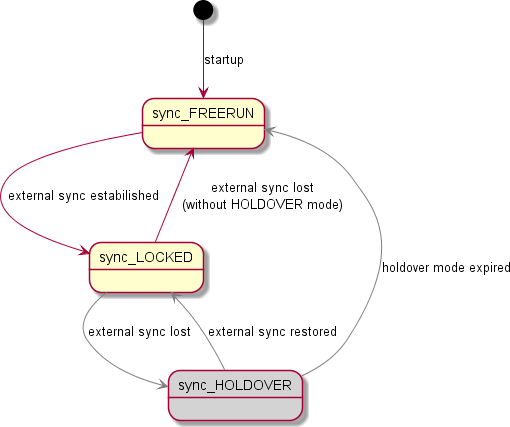 startup
sync_FREERUN
external sync lost
(without HOLDOVER mode)
external sync estabilished
sync_LOCKED
holdover mode expired
external sync lost
external sync restored
sync_HOLDOVER